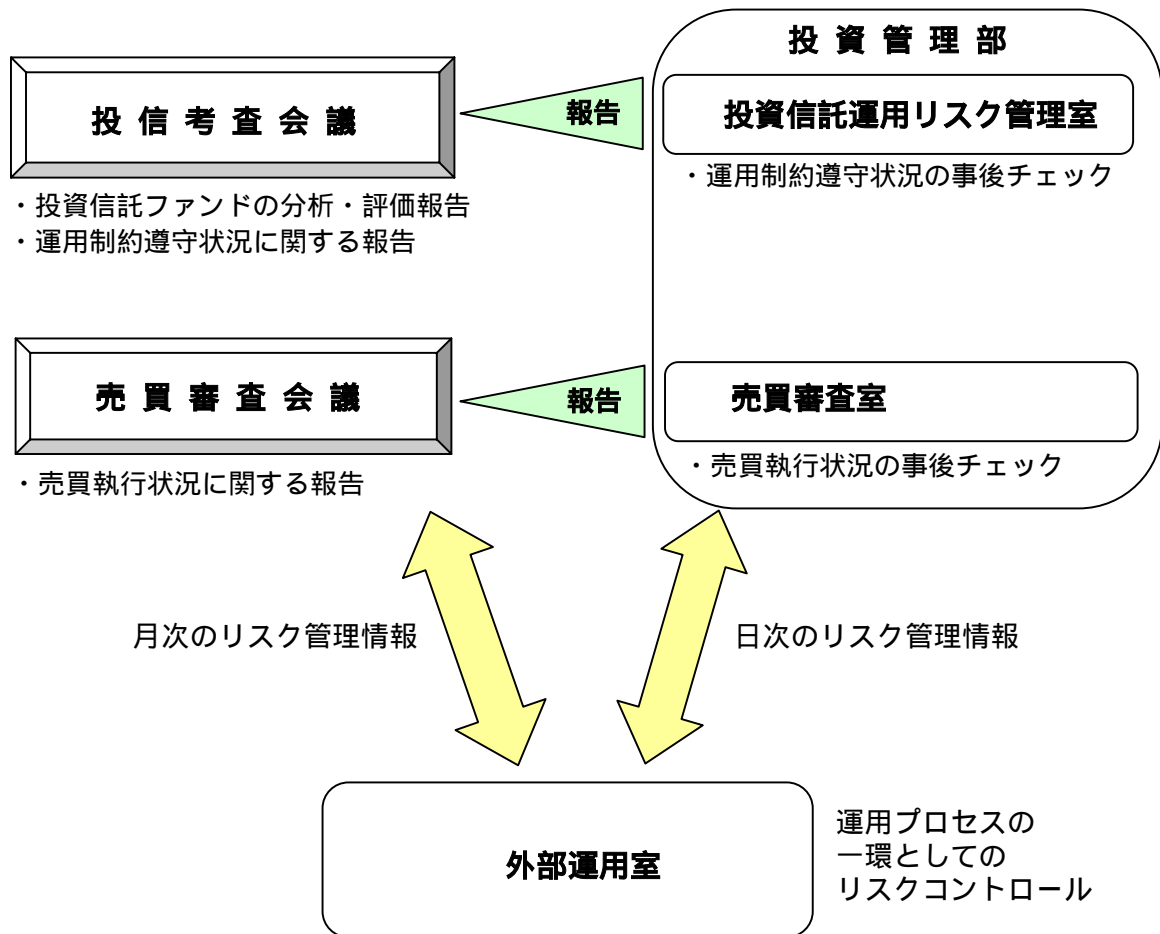 投資管理部
投信考査会議
報告
投資信託運用リスク管理室
・運用制約遵守状況の事後チェック
・投資信託ファンドの分析・評価報告
・運用制約遵守状況に関する報告
売買審査会議
報告
売買審査室
・売買執行状況の事後チェック
・売買執行状況に関する報告
月次のリスク管理情報
日次のリスク管理情報
外部運用室
運用プロセスの
一環としての
リスクコントロール